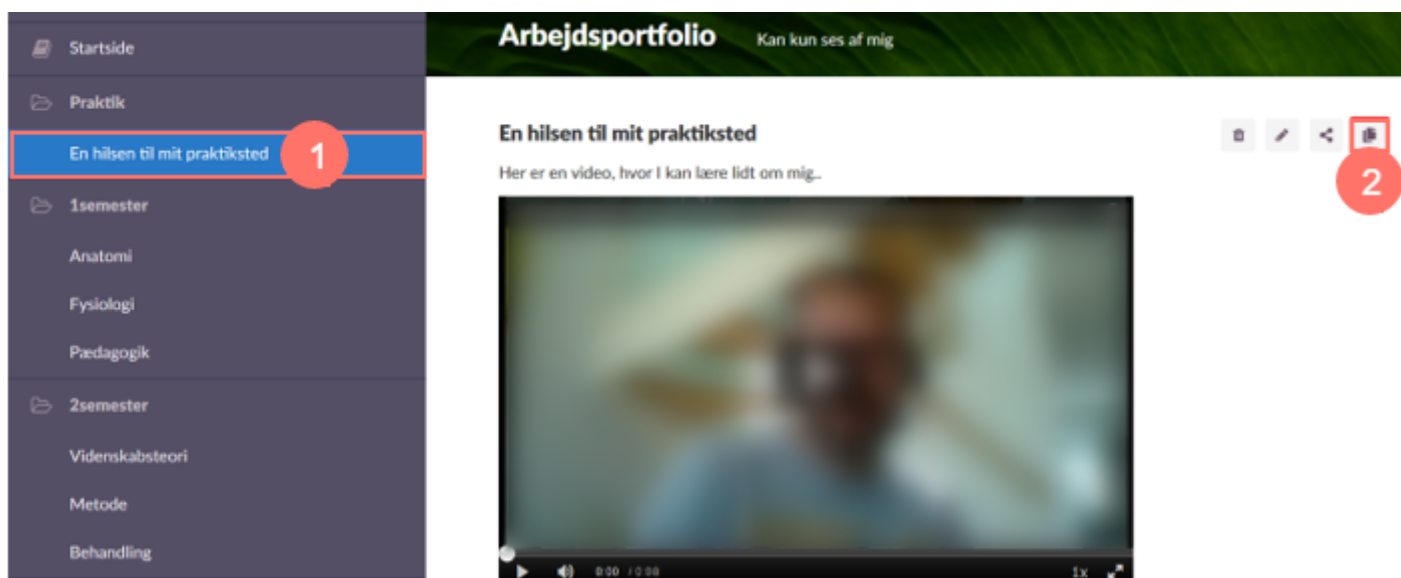 Startside
Praktik
En hilsen til mit praktiksted
1
1semester
Anatomi
Fysiologi
Pædagogik
2semester
Videnskabsteori
Metode
Behandling
Arbejdsportfolio Kan kun ses af mig
En hilsen til mit praktiksted
2
Her er en video, hvor I kan lære lidt om mig..
0:00 / 0:08 1x